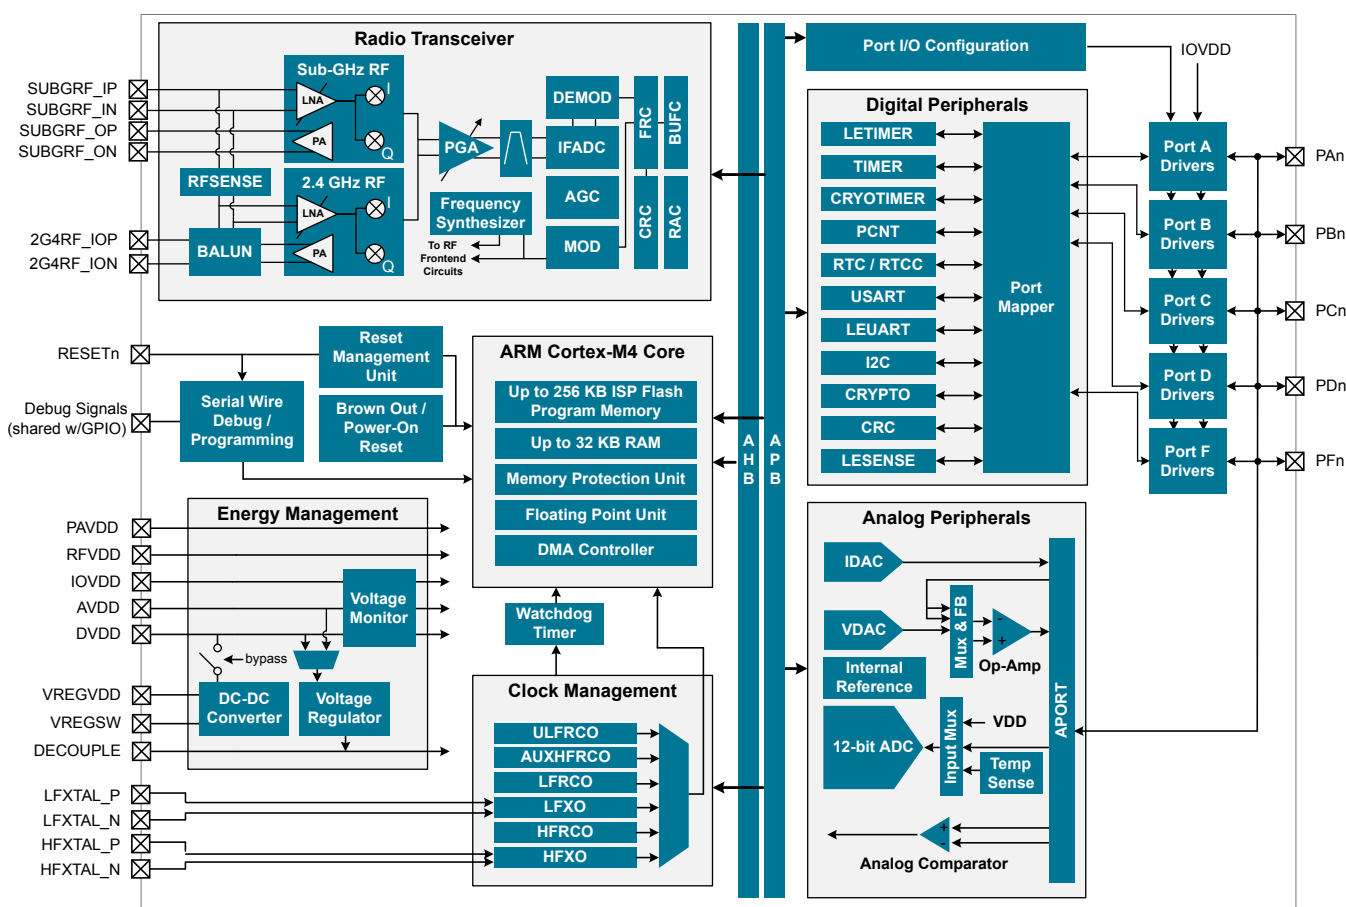 Radio Transceiver
SUBGRF_IP
SUBGRF_IN
SUBGRF_OP
SUBGRF_ON
2G4RF_IOP
2G4RF_ION
Sub-GHz RF
LNA
I
PA
Q
RFSENSE
2.4 GHz RF
LNA
I
PA
Q
BALUN
PGA
Frequency
Synthesizer
To RF
Frontend
Circuits
DEMOD
IFADC
AGC
MOD
FRC
BUFC
CRC
RAC
RESETn
Debug Signals
(shared w/GPIO)
Reset
Management
Unit
Serial Wire
Debug /
Programming
Brown Out /
Power-On
Reset
ARM Cortex-M4 Core
Up to 256 KB ISP Flash
Program Memory
Up to 32 KB RAM
Memory Protection Unit
Floating Point Unit
DMA Controller
Watchdog
Timer
Energy Management
PAVDD
RFVDD
IOVDD
AVDD
DVDD
VREGVDD
VREGSW
DECOUPLE
Voltage
Monitor
bypass
DC-DC
Converter
Voltage
Regulator
Clock Management
ULFRCO
AUXHFRCO
LFRCO
LFXO
HFRCO
HFXO
LFXTAL_P
LFXTAL_N
HFXTAL_P
HFXTAL_N
AHB
APB
Port I/O Configuration
IOVDD
Digital Peripherals
LETIMER
TIMER
CRYOTIMER
PCNT
RTC / RTCC
USART
LEUART
I2C
CRYPTO
CRC
LESENSE
Port
Mapper
Port A
Drivers
Port B
Drivers
Port C
Drivers
Port D
Drivers
Port F
Drivers
PAn
PBn
PCn
PDn
PFn
Analog Peripherals
IDAC
VDAC
Mux & FB
-
+
Op-Amp
Internal
Reference
12-bit ADC
Input Mux
VDD
Temp
Sense
APORT
+
-
Analog Comparator